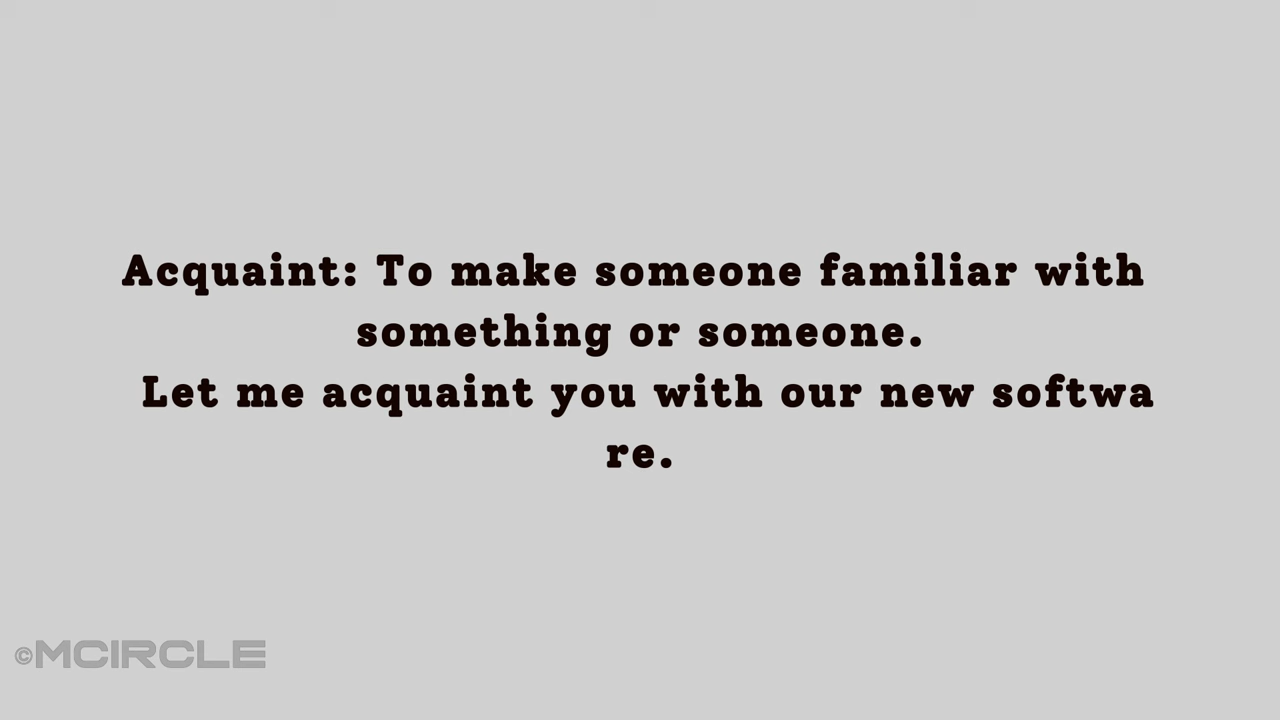 Acquaint: To make someone familiar with
something or someone.
Let me acquaint you with our new softwa
re.
©MCIRCLE